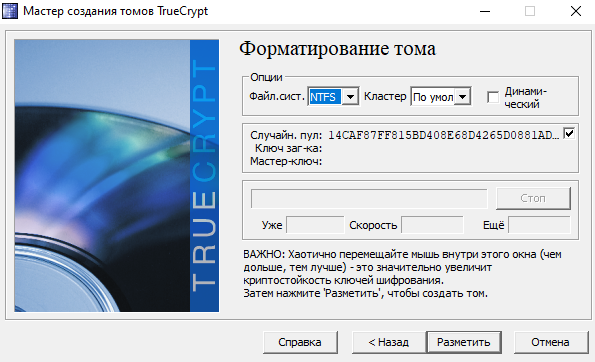 Мастер создания томов TrueCrypt
TRUECRYPT
Форматирование тома
Опции
Файл.сист. NTFS Кластер По умол Динами-
ческий
Случайн. пул: 14CAF87FF815BD408E68D4265D0881AD...
Ключ заг-ка:
Мастер-ключ:
Стоп
Уже Скорость Ещё
ВАЖНО: Хаотично перемещайте мышь внутри этого окна (чем
дольше, тем лучше) - это значительно увеличит
криптостойкость ключей шифрования.
Затем нажмите 'Разметить', чтобы создать том.
Справка < Назад Разметить Отмена